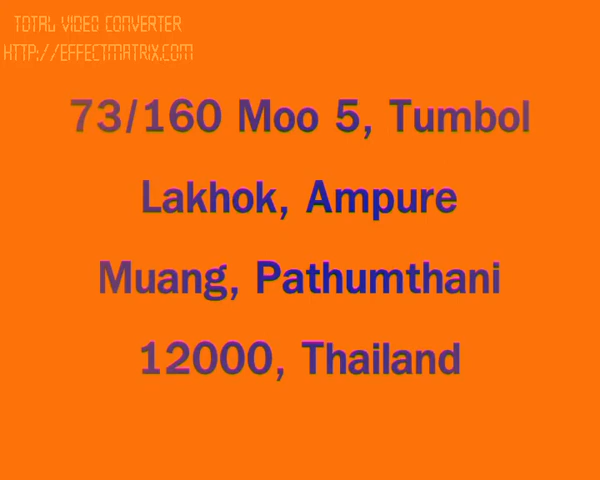 TOTAL VIDEO CONVERTER
HTTP://EFFECTMATRIX.COM
73/160 Moo 5, Tumbol
Lakhok, Ampure
Muang, Pathumthani
12000, Thailand